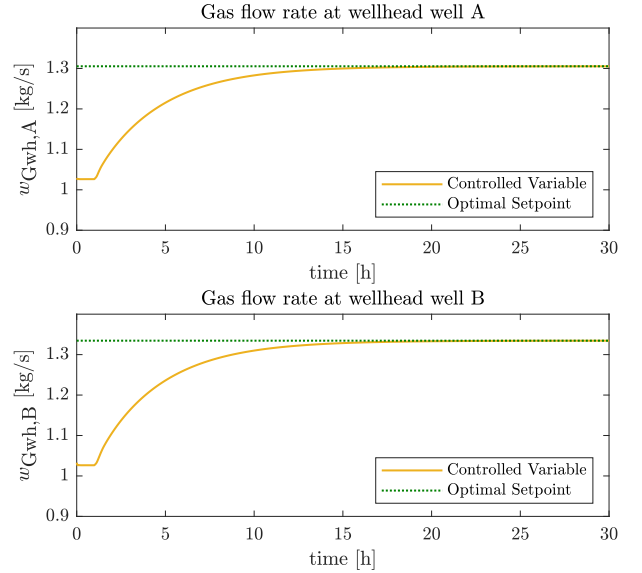 Gas flow rate at wellhead well A
w_Gwh,A [kg/s]
1.3
1.2
1.1
1
0.9
Controlled Variable
Optimal Setpoint
0 5 10 15 20 25 30
time [h]
Gas flow rate at wellhead well B
w_Gwh,B [kg/s]
1.3
1.2
1.1
1
0.9
Controlled Variable
Optimal Setpoint
0 5 10 15 20 25 30
time [h]